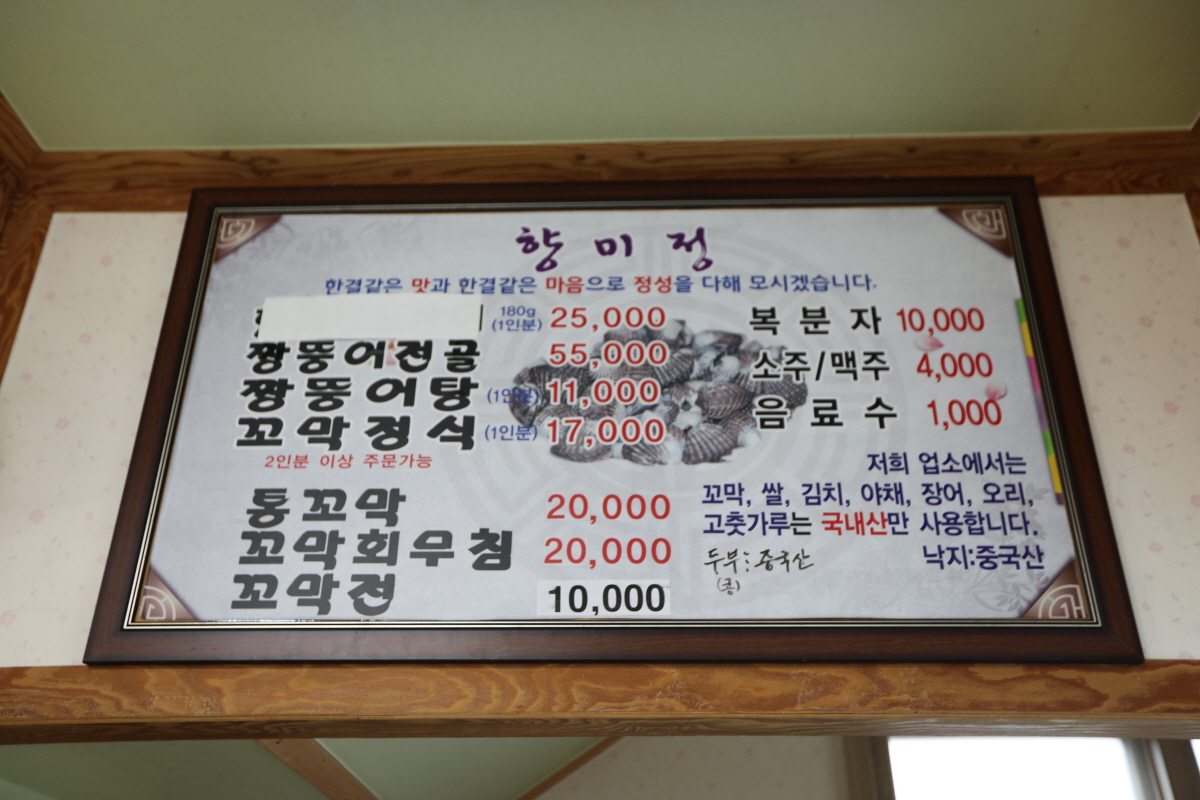 향미정
한결같은 맛과 한결같은 마음으로 정성을 다해 모시겠습니다.
180g
(1인분) 25,000
짱뚱어전골 55,000
짱뚱어탕 (1인분) 11,000
꼬막정식 (1인분) 17,000
2인분 이상 주문가능
통꼬막 20,000
꼬막회무침 20,000
꼬막전 10,000
복분자 10,000
소주/맥주 4,000
음료수 1,000
저희 업소에서는
꼬막, 쌀, 김치, 야채, 장어, 오리,
고춧가루는 국내산만 사용합니다.
낙지:중국산
두부:중국산
(콩)